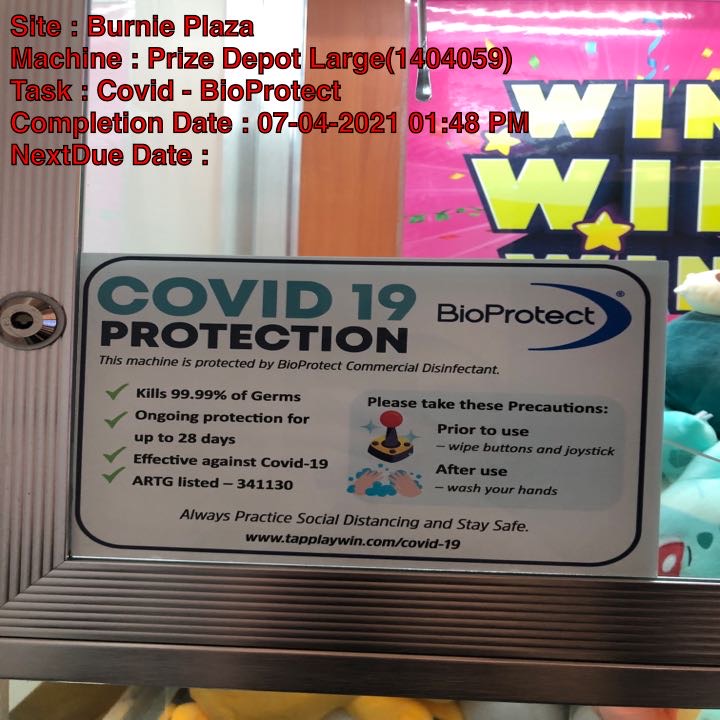 Site : Burnie Plaza
Machine : Prize Depot Large(1404059)
Task : Covid - BioProtect
Completion Date : 07-04-2021 01:48 PM
NextDue Date :
WIN
WIN
WIN
COVID 19
PROTECTION
BioProtect®
This machine is protected by BioProtect Commercial Disinfectant.
Kills 99.99% of Germs
Ongoing protection for
up to 28 days
Effective against Covid-19
ARTG listed – 341130
Please take these Precautions:
Prior to use
– wipe buttons and joystick
After use
– wash your hands
Always Practice Social Distancing and Stay Safe.
www.tapplaywin.com/covid-19